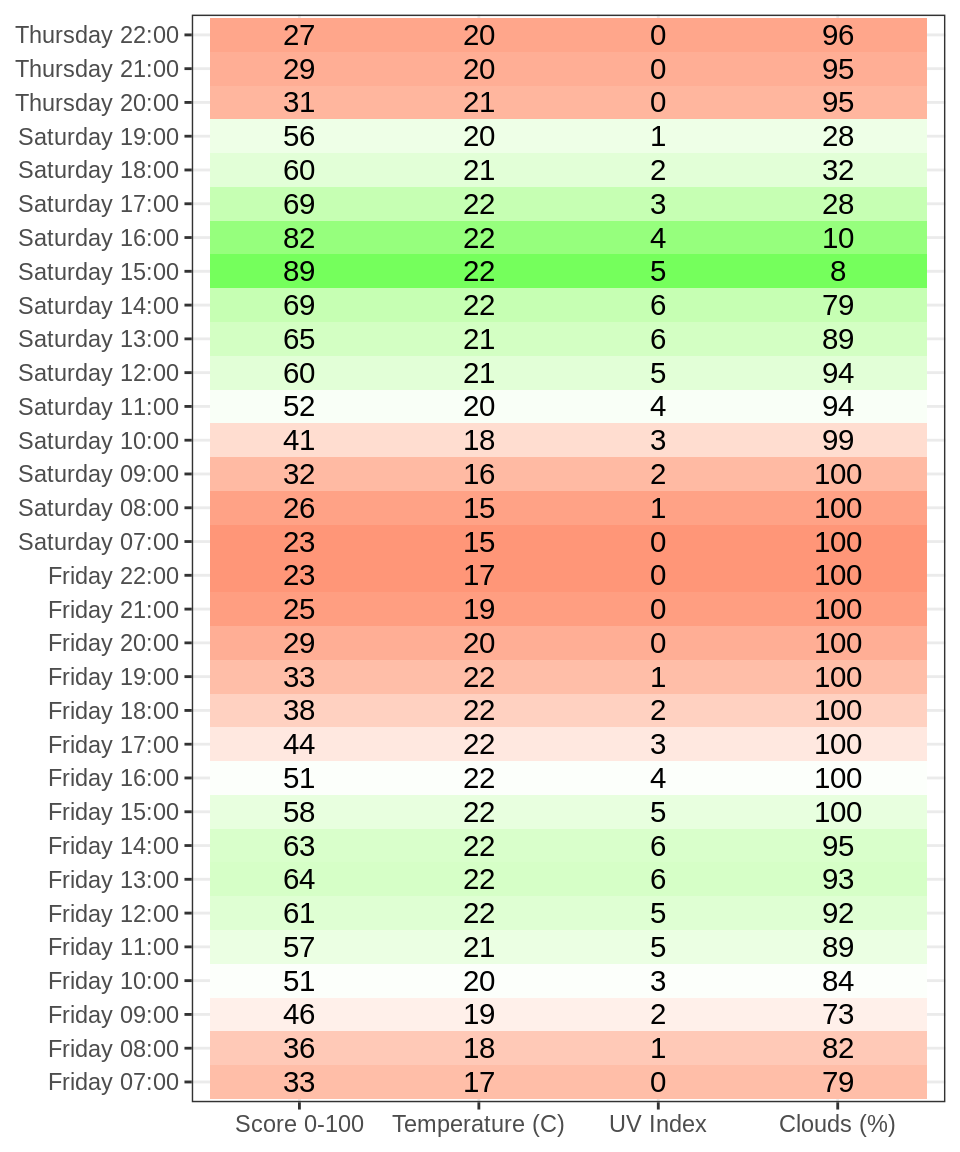 Thursday 22:00 27 20 0 96
Thursday 21:00 29 20 0 95
Thursday 20:00 31 21 0 95
Saturday 19:00 56 20 1 28
Saturday 18:00 60 21 2 32
Saturday 17:00 69 22 3 28
Saturday 16:00 82 22 4 10
Saturday 15:00 89 22 5 8
Saturday 14:00 69 22 6 79
Saturday 13:00 65 21 6 89
Saturday 12:00 60 21 5 94
Saturday 11:00 52 20 4 94
Saturday 10:00 41 18 3 99
Saturday 09:00 32 16 2 100
Saturday 08:00 26 15 1 100
Saturday 07:00 23 15 0 100
Friday 22:00 23 17 0 100
Friday 21:00 25 19 0 100
Friday 20:00 29 20 0 100
Friday 19:00 33 22 1 100
Friday 18:00 38 22 2 100
Friday 17:00 44 22 3 100
Friday 16:00 51 22 4 100
Friday 15:00 58 22 5 100
Friday 14:00 63 22 6 95
Friday 13:00 64 22 6 93
Friday 12:00 61 22 5 92
Friday 11:00 57 21 5 89
Friday 10:00 51 20 3 84
Friday 09:00 46 19 2 73
Friday 08:00 36 18 1 82
Friday 07:00 33 17 0 79
Score 0-100 Temperature (C) UV Index Clouds (%)